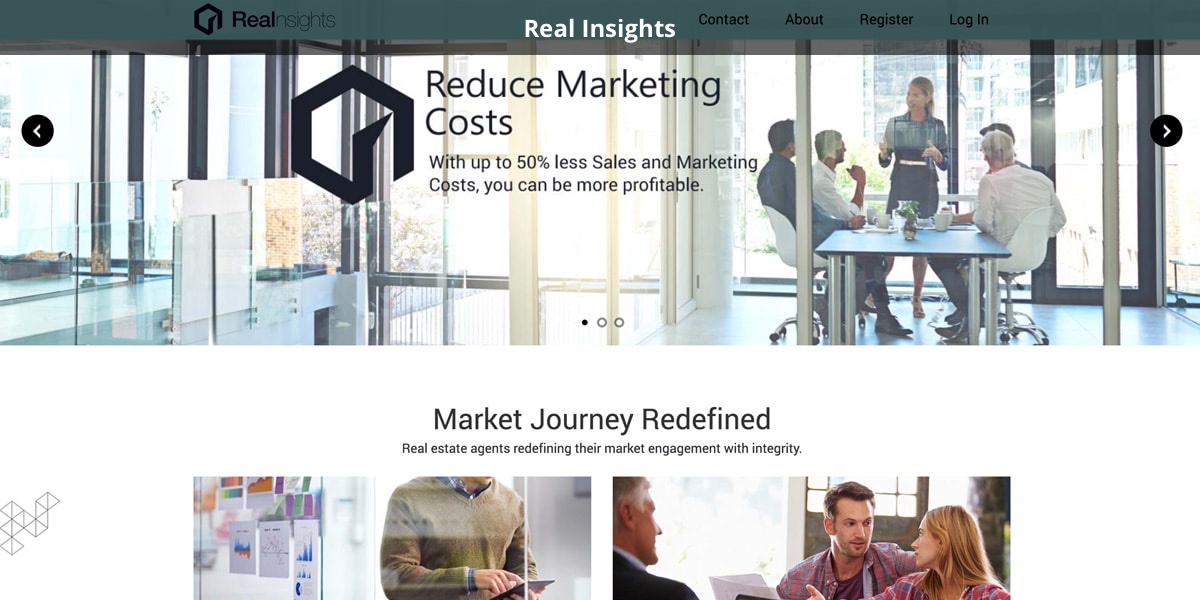 RealInsights
Real Insights
Contact
About
Register
Log In
Reduce Marketing
Costs
With up to 50% less Sales and Marketing
Costs, you can be more profitable.
Market Journey Redefined
Real estate agents redefining their market engagement with integrity.